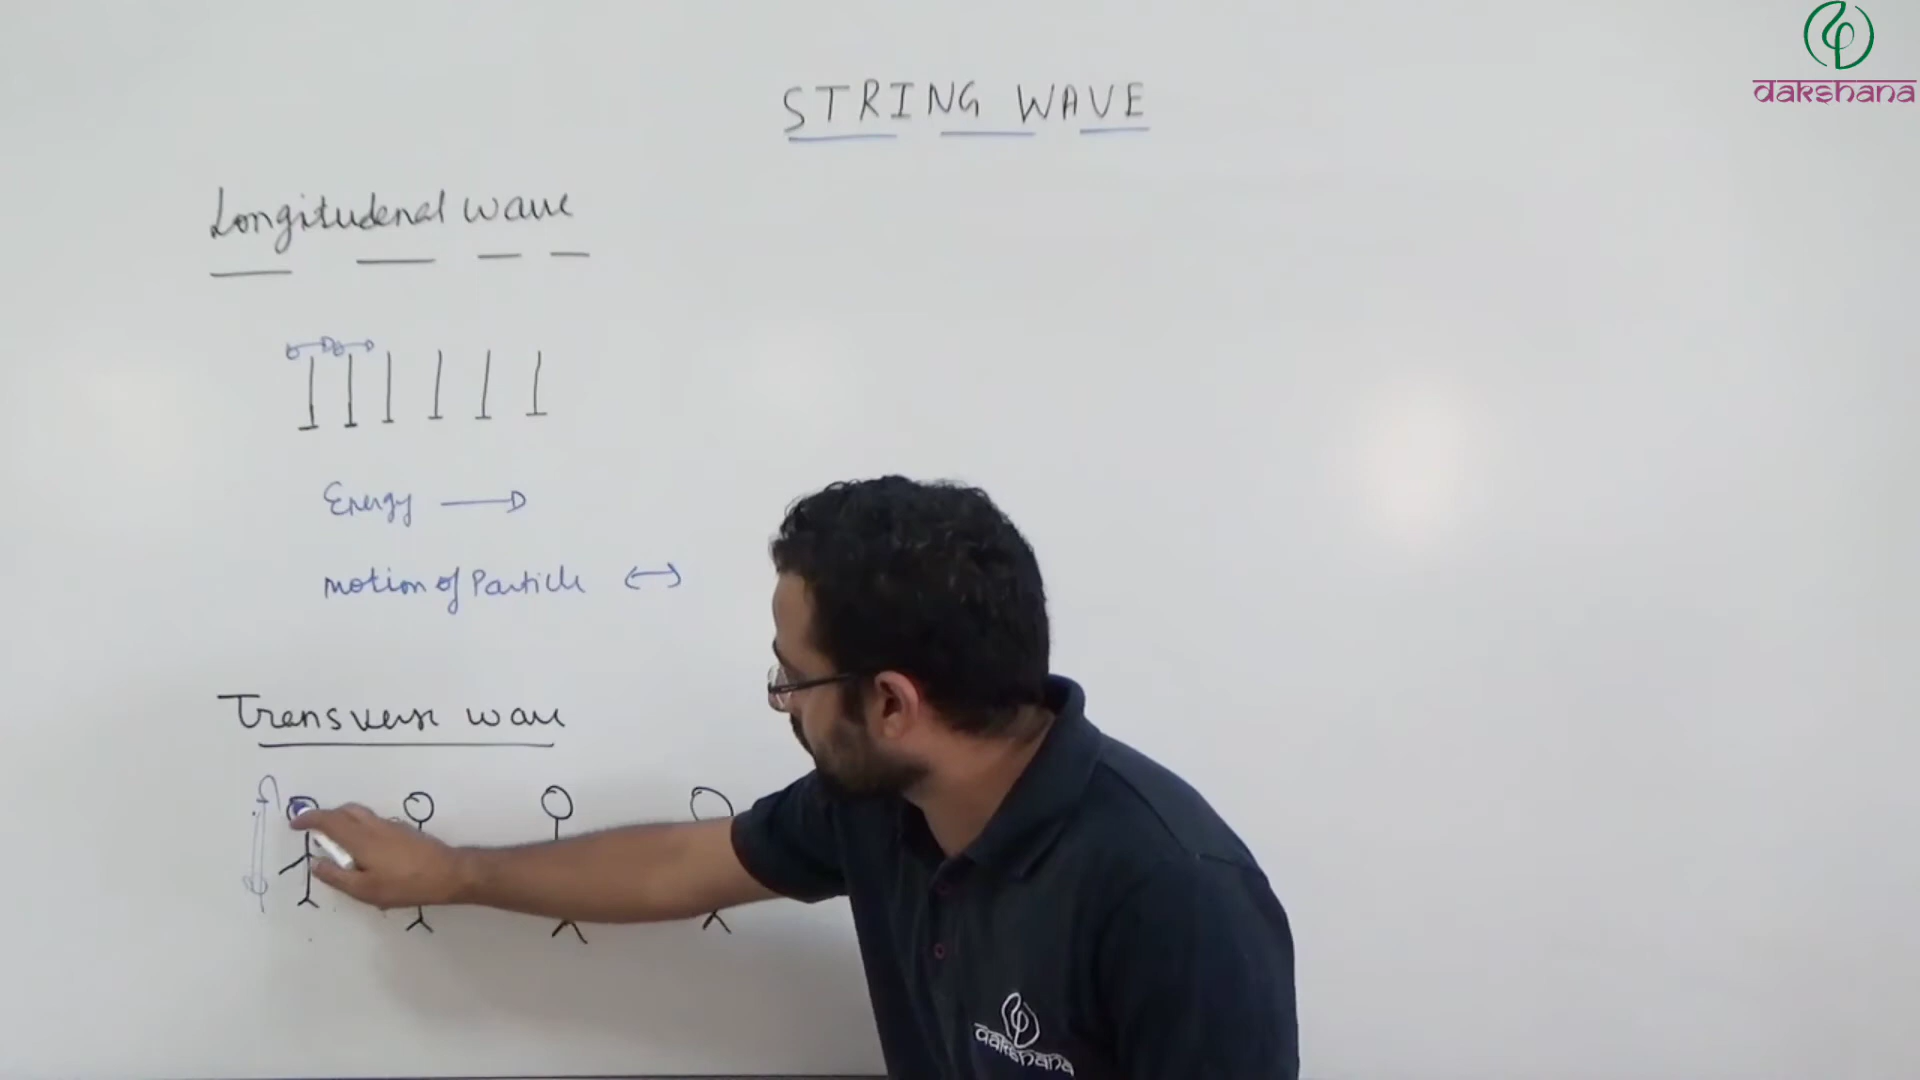 dakshana
STRING WAVE
Longitudenal wave
Energy
motion of Particle
Transverse wave
dakshana